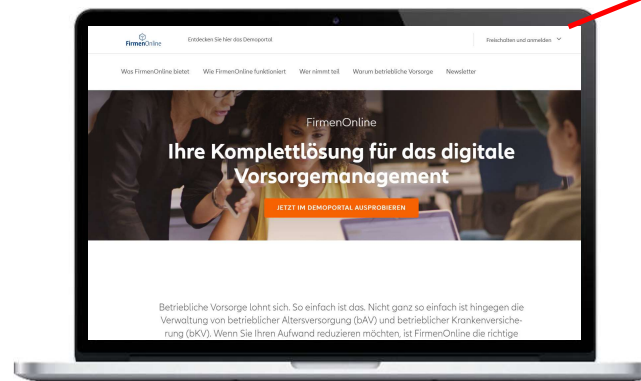 FirmenOnline
Entdecken Sie hier das Demoportal
Freischalten und anmelden
Was FirmenOnline bietet Wie FirmenOnline funktioniert Wer nimmt teil Warum betriebliche Vorsorge Newsletter
FirmenOnline
Ihre Komplettlösung für das digitale
Vorsorgemanagement
JETZT IM DEMOPORTAL AUSPROBIEREN
Betriebliche Vorsorge lohnt sich. So einfach ist das. Nicht ganz so einfach ist hingegen die
Verwaltung von betrieblicher Altersversorgung (bAV) und betrieblicher Krankenversiche-
rung (bKV). Wenn Sie Ihren Aufwand reduzieren möchten, ist FirmenOnline die richtige